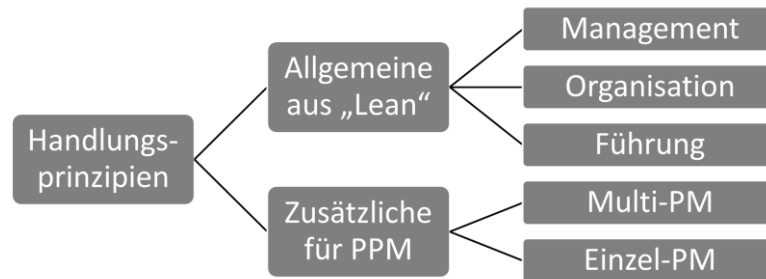 Handlungs-
prinzipien
Allgemeine
aus „Lean“
Zusätzliche
für PPM
Management
Organisation
Führung
Multi-PM
Einzel-PM